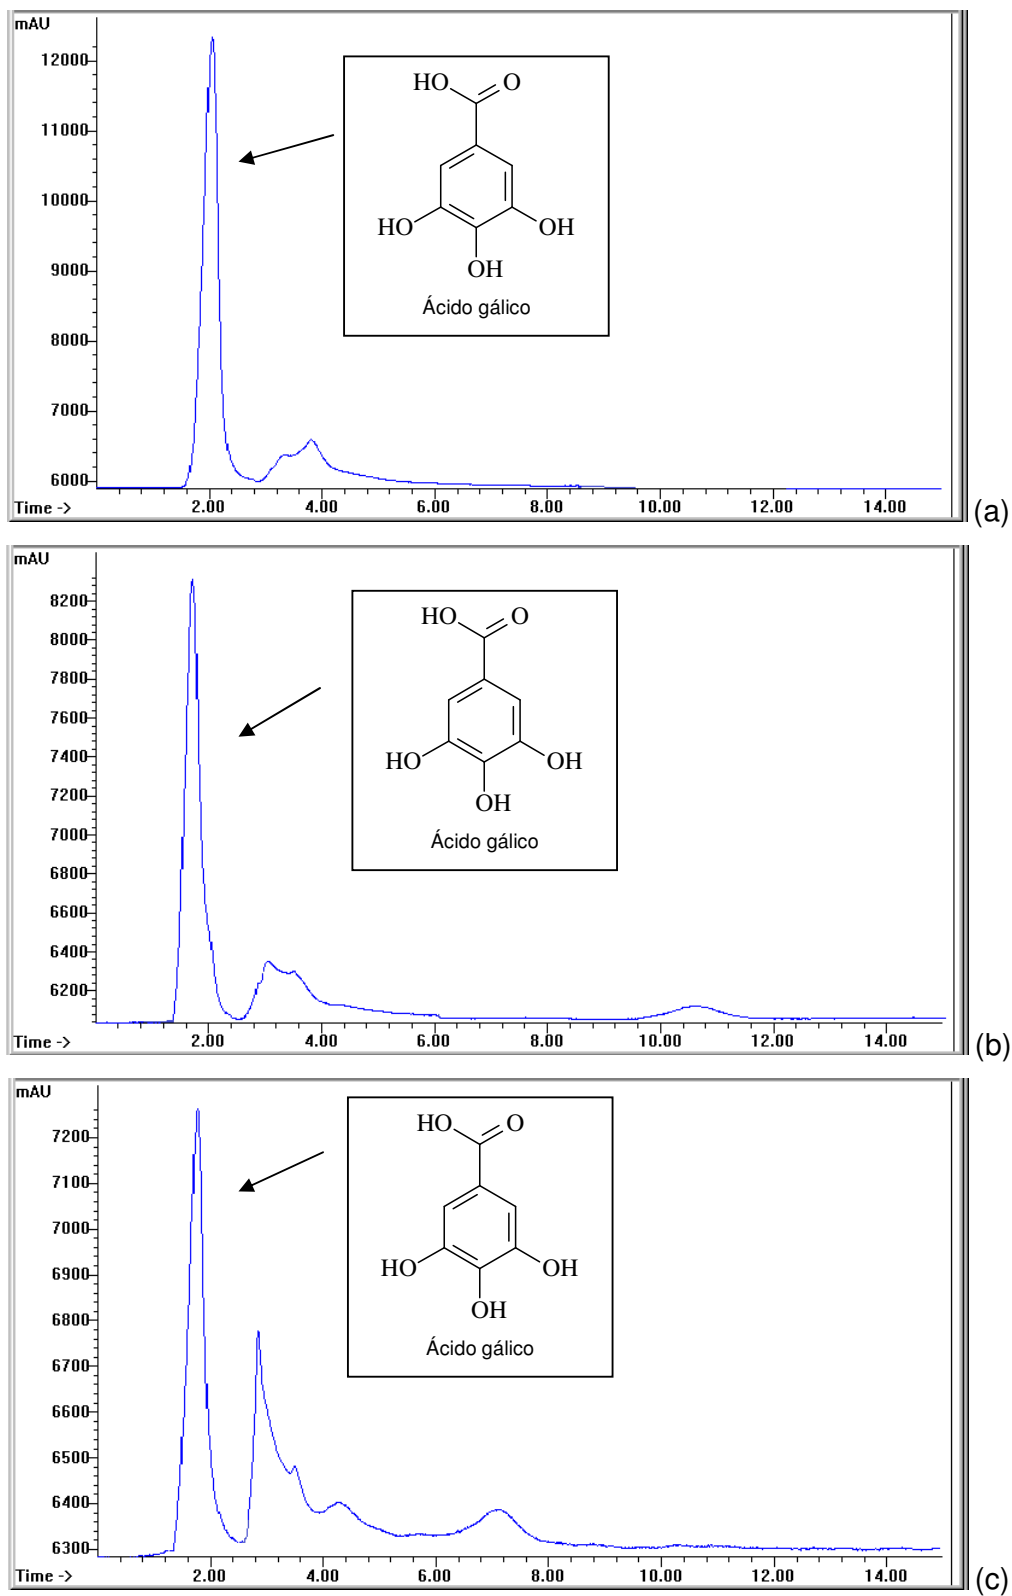 mAU
12000
11000
10000
9000
8000
7000
6000
HO O
HO OH
OH
Ácido gálico
Time -> 2.00 4.00 6.00 8.00 10.00 12.00 14.00
(a)
mAU
8200
8000
7800
7600
7400
7200
7000
6800
6600
6400
6200
HO O
HO OH
OH
Ácido gálico
Time -> 2.00 4.00 6.00 8.00 10.00 12.00 14.00
(b)
mAU
7200
7100
7000
6900
6800
6700
6600
6500
6400
6300
HO O
HO OH
OH
Ácido gálico
Time -> 2.00 4.00 6.00 8.00 10.00 12.00 14.00
(c)